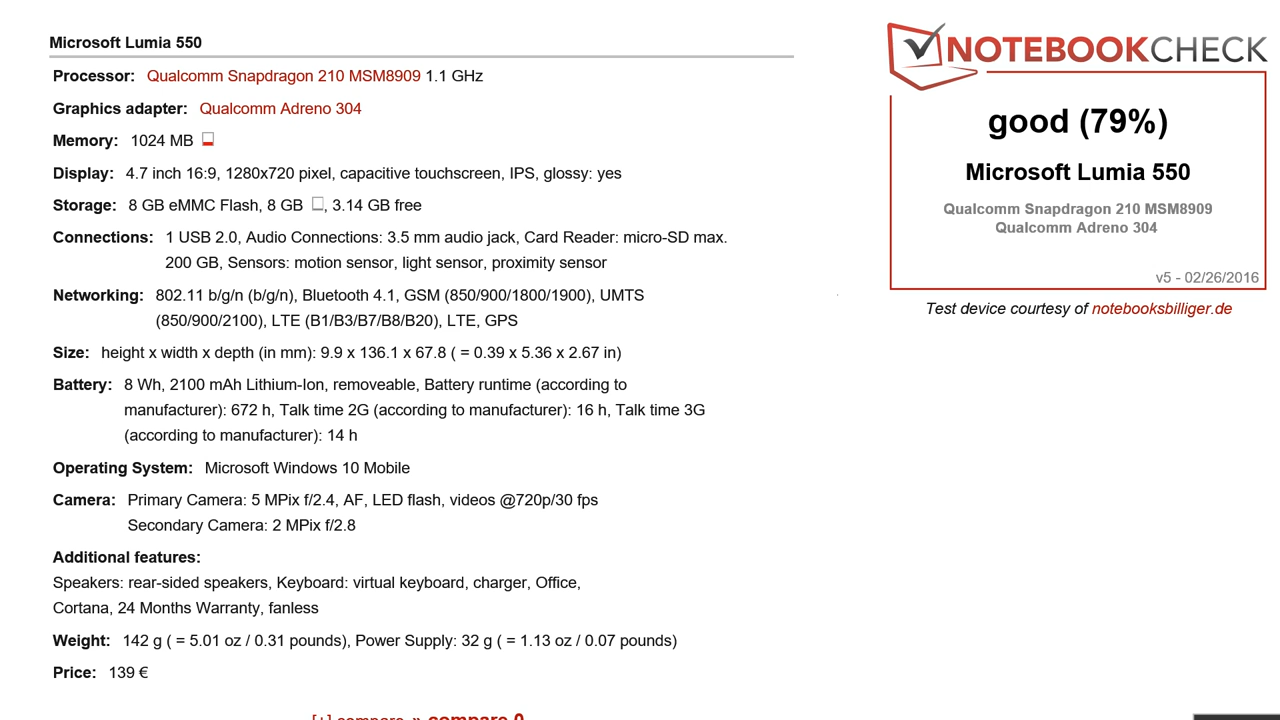 Microsoft Lumia 550
Processor: Qualcomm Snapdragon 210 MSM8909 1.1 GHz
Graphics adapter: Qualcomm Adreno 304
Memory: 1024 MB
Display: 4.7 inch 16:9, 1280x720 pixel, capacitive touchscreen, IPS, glossy: yes
Storage: 8 GB eMMC Flash, 8 GB , 3.14 GB free
Connections: 1 USB 2.0, Audio Connections: 3.5 mm audio jack, Card Reader: micro-SD max.
200 GB, Sensors: motion sensor, light sensor, proximity sensor
Networking: 802.11 b/g/n (b/g/n), Bluetooth 4.1, GSM (850/900/1800/1900), UMTS
(850/900/2100), LTE (B1/B3/B7/B8/B20), LTE, GPS
Size: height x width x depth (in mm): 9.9 x 136.1 x 67.8 ( = 0.39 x 5.36 x 2.67 in)
Battery: 8 Wh, 2100 mAh Lithium-Ion, removeable, Battery runtime (according to
manufacturer): 672 h, Talk time 2G (according to manufacturer): 16 h, Talk time 3G
(according to manufacturer): 14 h
Operating System: Microsoft Windows 10 Mobile
Camera: Primary Camera: 5 MPix f/2.4, AF, LED flash, videos @720p/30 fps
Secondary Camera: 2 MPix f/2.8
Additional features:
Speakers: rear-sided speakers, Keyboard: virtual keyboard, charger, Office,
Cortana, 24 Months Warranty, fanless
Weight: 142 g ( = 5.01 oz / 0.31 pounds), Power Supply: 32 g ( = 1.13 oz / 0.07 pounds)
Price: 139 €
[+] compare » compare 0
NOTEBOOKCHECK
good (79%)
Microsoft Lumia 550
Qualcomm Snapdragon 210 MSM8909
Qualcomm Adreno 304
v5 - 02/26/2016
Test device courtesy of notebooksbilliger.de